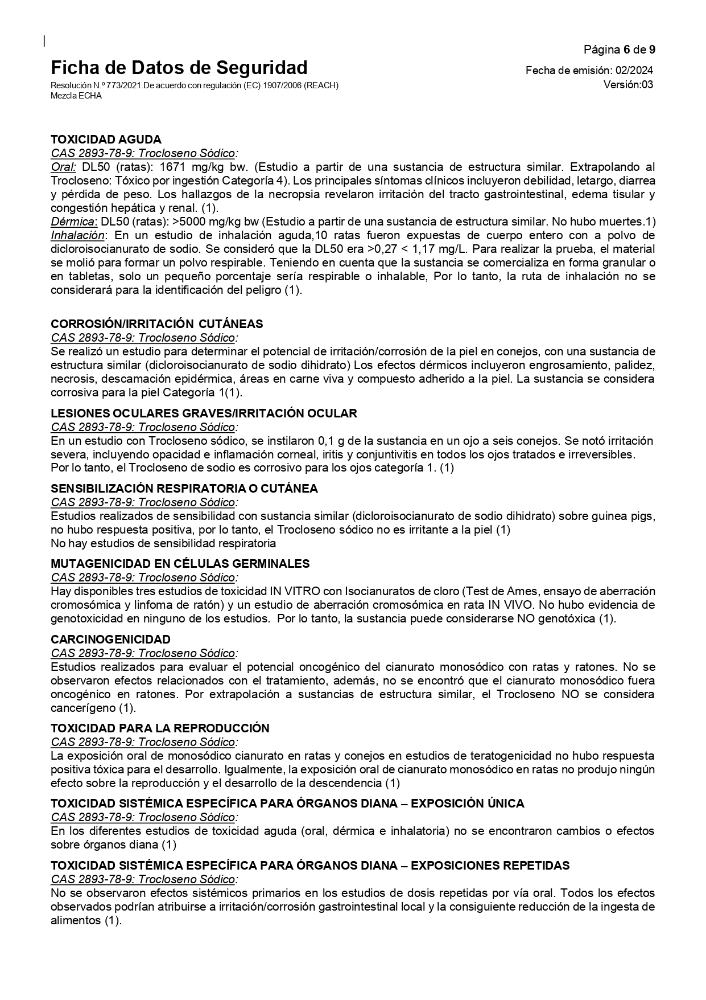 Página 6 de 9
Ficha de Datos de Seguridad
Fecha de emisión: 02/2024
Resolución N.º 773/2021.De acuerdo con regulación (EC) 1907/2006 (REACH)
Versión:03
Mezcla ECHA
TOXICIDAD AGUDA
CAS 2893-78-9: Trocloseno Sódico:
Oral: DL50 (ratas): 1671 mg/kg bw. (Estudio a partir de una sustancia de estructura similar. Extrapolando al
Trocloseno: Tóxico por ingestión Categoría 4). Los principales síntomas clínicos incluyeron debilidad, letargo, diarrea
y pérdida de peso. Los hallazgos de la necropsia revelaron irritación del tracto gastrointestinal, edema tisular y
congestión hepática y renal. (1).
Dérmica: DL50 (ratas): >5000 mg/kg bw (Estudio a partir de una sustancia de estructura similar. No hubo muertes.1)
Inhalación: En un estudio de inhalación aguda,10 ratas fueron expuestas de cuerpo entero con a polvo de
dicloroisocianurato de sodio. Se consideró que la DL50 era >0,27 < 1,17 mg/L. Para realizar la prueba, el material
se molió para formar un polvo respirable. Teniendo en cuenta que la sustancia se comercializa en forma granular o
en tabletas, solo un pequeño porcentaje sería respirable o inhalable, Por lo tanto, la ruta de inhalación no se
considerará para la identificación del peligro (1).
CORROSIÓN/IRRITACIÓN CUTÁNEAS
CAS 2893-78-9: Trocloseno Sódico:
Se realizó un estudio para determinar el potencial de irritación/corrosión de la piel en conejos, con una sustancia de
estructura similar (dicloroisocianurato de sodio dihidrato) Los efectos dérmicos incluyeron engrosamiento, palidez,
necrosis, descamación epidérmica, áreas en carne viva y compuesto adherido a la piel. La sustancia se considera
corrosiva para la piel Categoría 1(1).
LESIONES OCULARES GRAVES/IRRITACIÓN OCULAR
CAS 2893-78-9: Trocloseno Sódico:
En un estudio con Trocloseno sódico, se instilaron 0,1 g de la sustancia en un ojo a seis conejos. Se notó irritación
severa, incluyendo opacidad e inflamación corneal, iritis y conjuntivitis en todos los ojos tratados e irreversibles.
Por lo tanto, el Trocloseno de sodio es corrosivo para los ojos categoría 1. (1)
SENSIBILIZACIÓN RESPIRATORIA O CUTÁNEA
CAS 2893-78-9: Trocloseno Sódico:
Estudios realizados de sensibilidad con sustancia similar (dicloroisocianurato de sodio dihidrato) sobre guinea pigs,
no hubo respuesta positiva, por lo tanto, el Trocloseno sódico no es irritante a la piel (1)
No hay estudios de sensibilidad respiratoria
MUTAGENICIDAD EN CÉLULAS GERMINALES
CAS 2893-78-9: Trocloseno Sódico:
Hay disponibles tres estudios de toxicidad IN VITRO con Isocianuratos de cloro (Test de Ames, ensayo de aberración
cromosómica y linfoma de ratón) y un estudio de aberración cromosómica en rata IN VIVO. No hubo evidencia de
genotoxicidad en ninguno de los estudios. Por lo tanto, la sustancia puede considerarse NO genotóxica (1).
CARCINOGENICIDAD
CAS 2893-78-9: Trocloseno Sódico:
Estudios realizados para evaluar el potencial oncogénico del cianurato monosódico con ratas y ratones. No se
observaron efectos relacionados con el tratamiento, además, no se encontró que el cianurato monosódico fuera
oncogénico en ratones. Por extrapolación a sustancias de estructura similar, el Trocloseno NO se considera
cancerígeno (1).
TOXICIDAD PARA LA REPRODUCCIÓN
CAS 2893-78-9: Trocloseno Sódico:
La exposición oral de monosódico cianurato en ratas y conejos en estudios de teratogenicidad no hubo respuesta
positiva tóxica para el desarrollo. Igualmente, la exposición oral de cianurato monosódico en ratas no produjo ningún
efecto sobre la reproducción y el desarrollo de la descendencia (1)
TOXICIDAD SISTÉMICA ESPECÍFICA PARA ÓRGANOS DIANA – EXPOSICIÓN ÚNICA
CAS 2893-78-9: Trocloseno Sódico:
En los diferentes estudios de toxicidad aguda (oral, dérmica e inhalatoria) no se encontraron cambios o efectos
sobre órganos diana (1)
TOXICIDAD SISTÉMICA ESPECÍFICA PARA ÓRGANOS DIANA – EXPOSICIONES REPETIDAS
CAS 2893-78-9: Trocloseno Sódico:
No se observaron efectos sistémicos primarios en los estudios de dosis repetidas por vía oral. Todos los efectos
observados podrían atribuirse a irritación/corrosión gastrointestinal local y la consiguiente reducción de la ingesta de
alimentos (1).